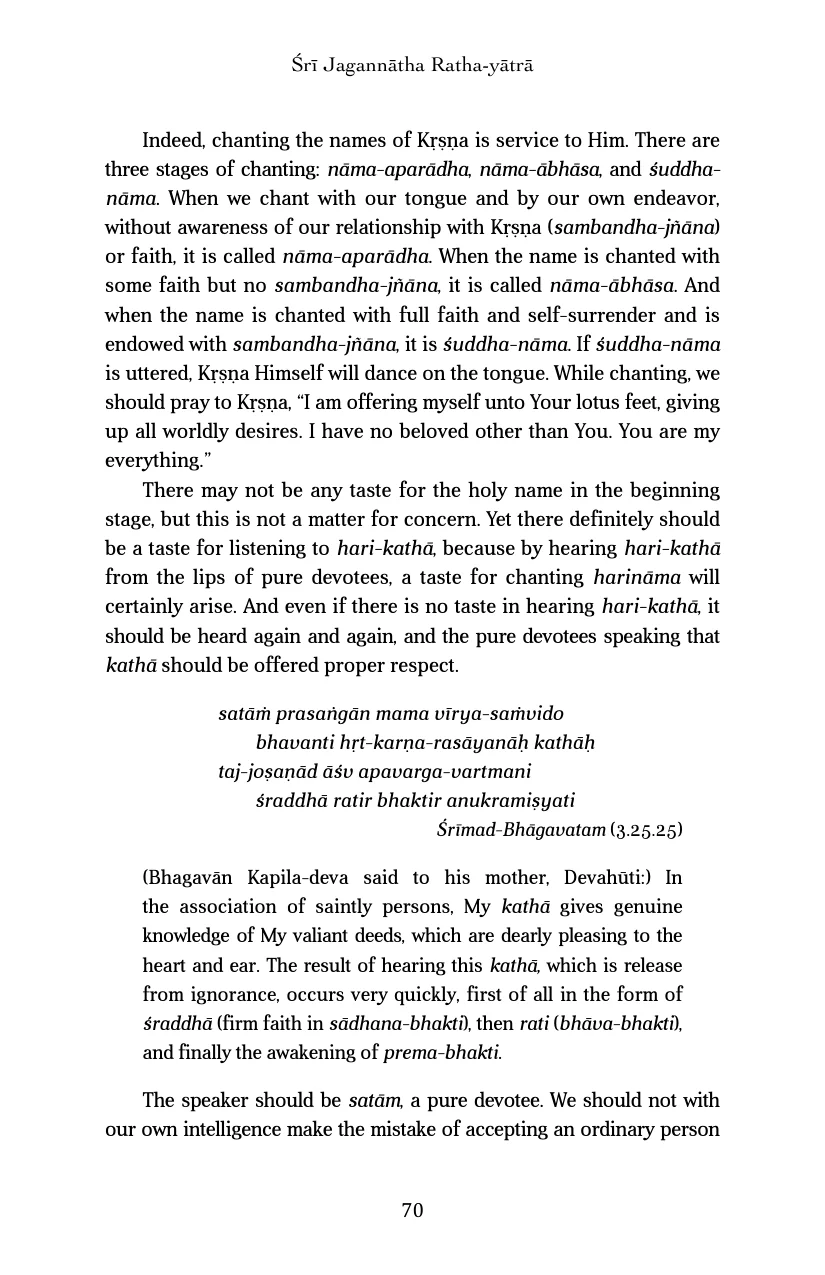 Śrī Jagannātha Ratha-yātrā
Indeed, chanting the names of Kṛṣṇa is service to Him. There are
three stages of chanting: nāma-aparādha, nāma-ābhāsa, and śuddha-
nāma. When we chant with our tongue and by our own endeavor,
without awareness of our relationship with Kṛṣṇa (sambandha-jñāna)
or faith, it is called nāma-aparādha. When the name is chanted with
some faith but no sambandha-jñāna, it is called nāma-ābhāsa. And
when the name is chanted with full faith and self-surrender and is
endowed with sambandha-jñāna, it is śuddha-nāma. If śuddha-nāma
is uttered, Kṛṣṇa Himself will dance on the tongue. While chanting, we
should pray to Kṛṣṇa, “I am offering myself unto Your lotus feet, giving
up all worldly desires. I have no beloved other than You. You are my
everything.”
There may not be any taste for the holy name in the beginning
stage, but this is not a matter for concern. Yet there definitely should
be a taste for listening to hari-kathā, because by hearing hari-kathā
from the lips of pure devotees, a taste for chanting harināma will
certainly arise. And even if there is no taste in hearing hari-kathā, it
should be heard again and again, and the pure devotees speaking that
kathā should be offered proper respect.
satāṁ prasaṅgān mama vīrya-saṁvido
bhavanti hṛt-karṇa-rasāyanāḥ kathāḥ
taj-joṣaṇād āśv apavarga-vartmani
śraddhā ratir bhaktir anukramiṣyati
Śrīmad-Bhāgavatam (3.25.25)
(Bhagavān Kapila-deva said to his mother, Devahūti:) In
the association of saintly persons, My kathā gives genuine
knowledge of My valiant deeds, which are dearly pleasing to the
heart and ear. The result of hearing this kathā, which is release
from ignorance, occurs very quickly, first of all in the form of
śraddhā (firm faith in sādhana-bhakti), then rati (bhāva-bhakti),
and finally the awakening of prema-bhakti.
The speaker should be satām, a pure devotee. We should not with
our own intelligence make the mistake of accepting an ordinary person
70